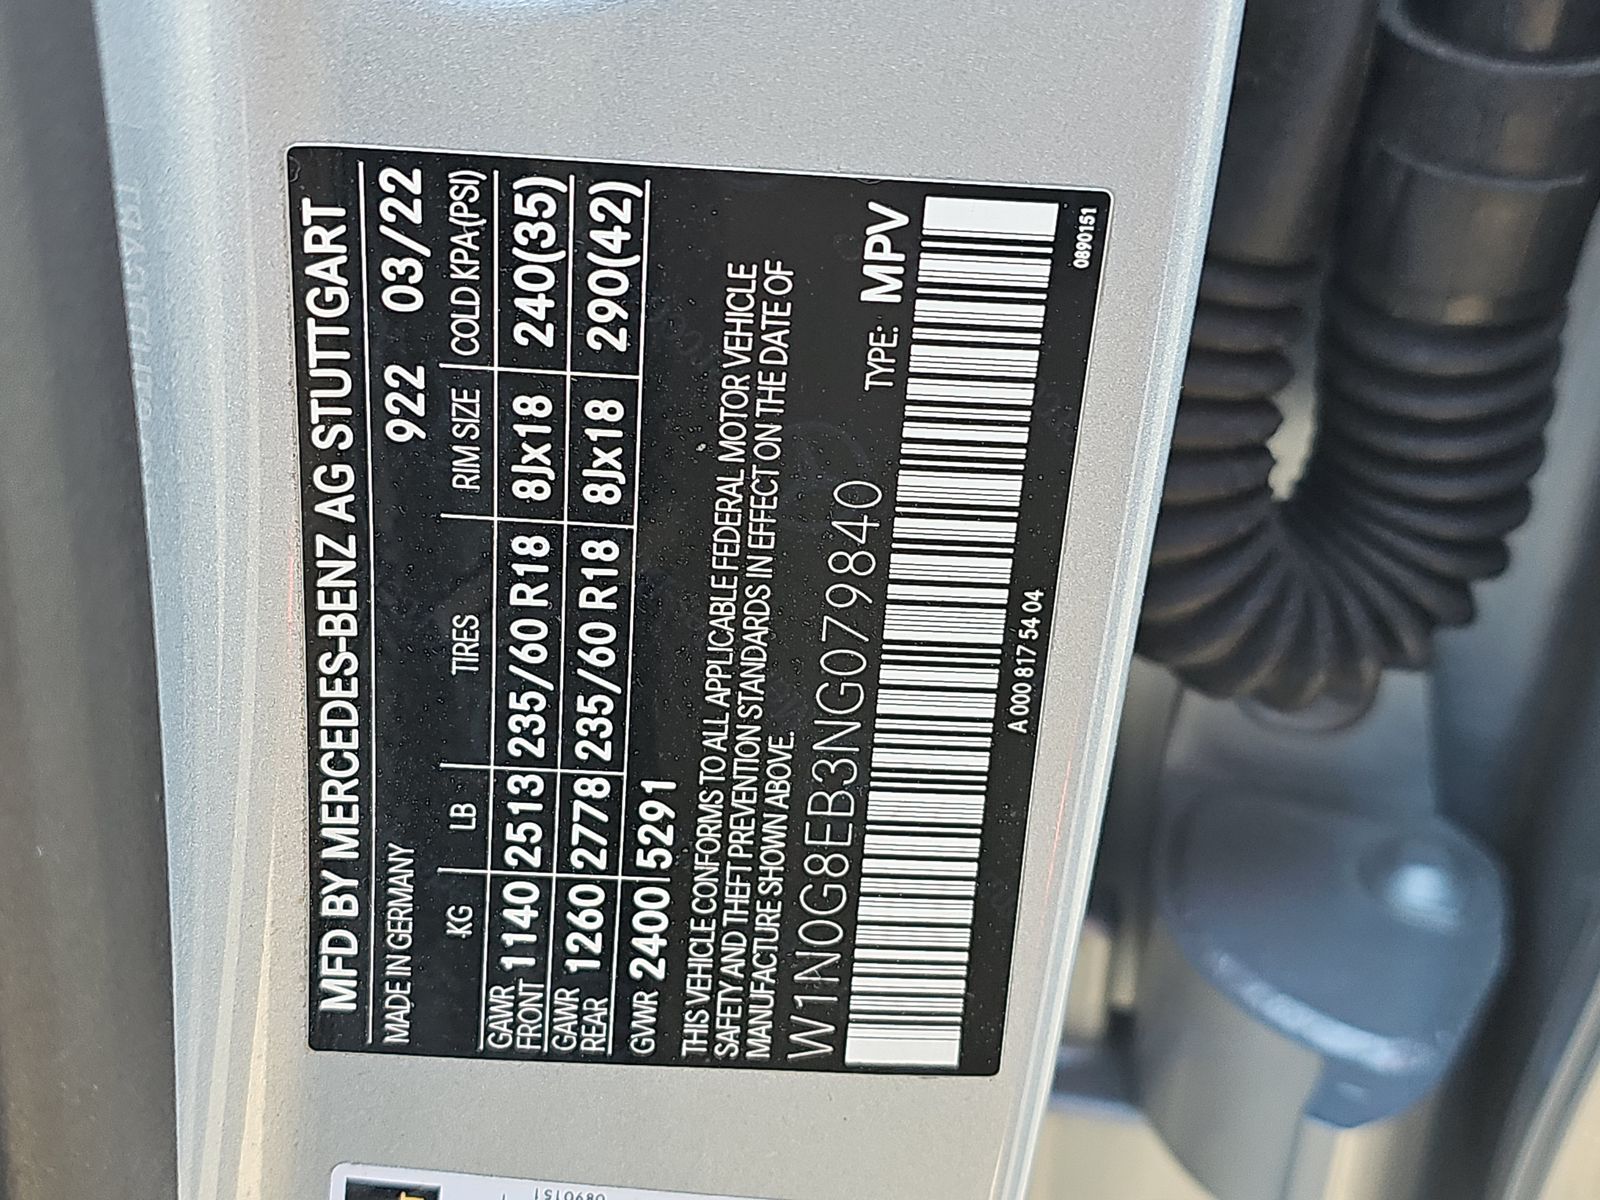 MFD BY MERCEDES-BENZ AG STUTTGART
MADE IN GERMANY 922 03/22
KG LB TIRES RIM SIZE COLD KPA(PSI)
GAWR FRONT 1140 2513 235/60 R18 8Jx18 240(35)
GAWR REAR 1260 2778 235/60 R18 8Jx18 290(42)
GVWR 2400 5291
THIS VEHICLE CONFORMS TO ALL APPLICABLE FEDERAL MOTOR VEHICLE
SAFETY AND THEFT PREVENTION STANDARDS IN EFFECT ON THE DATE OF
MANUFACTURE SHOWN ABOVE.
W1N0G8EB3NG079840 TYPE: MPV
A 000 817 54 04 0890151
0890151